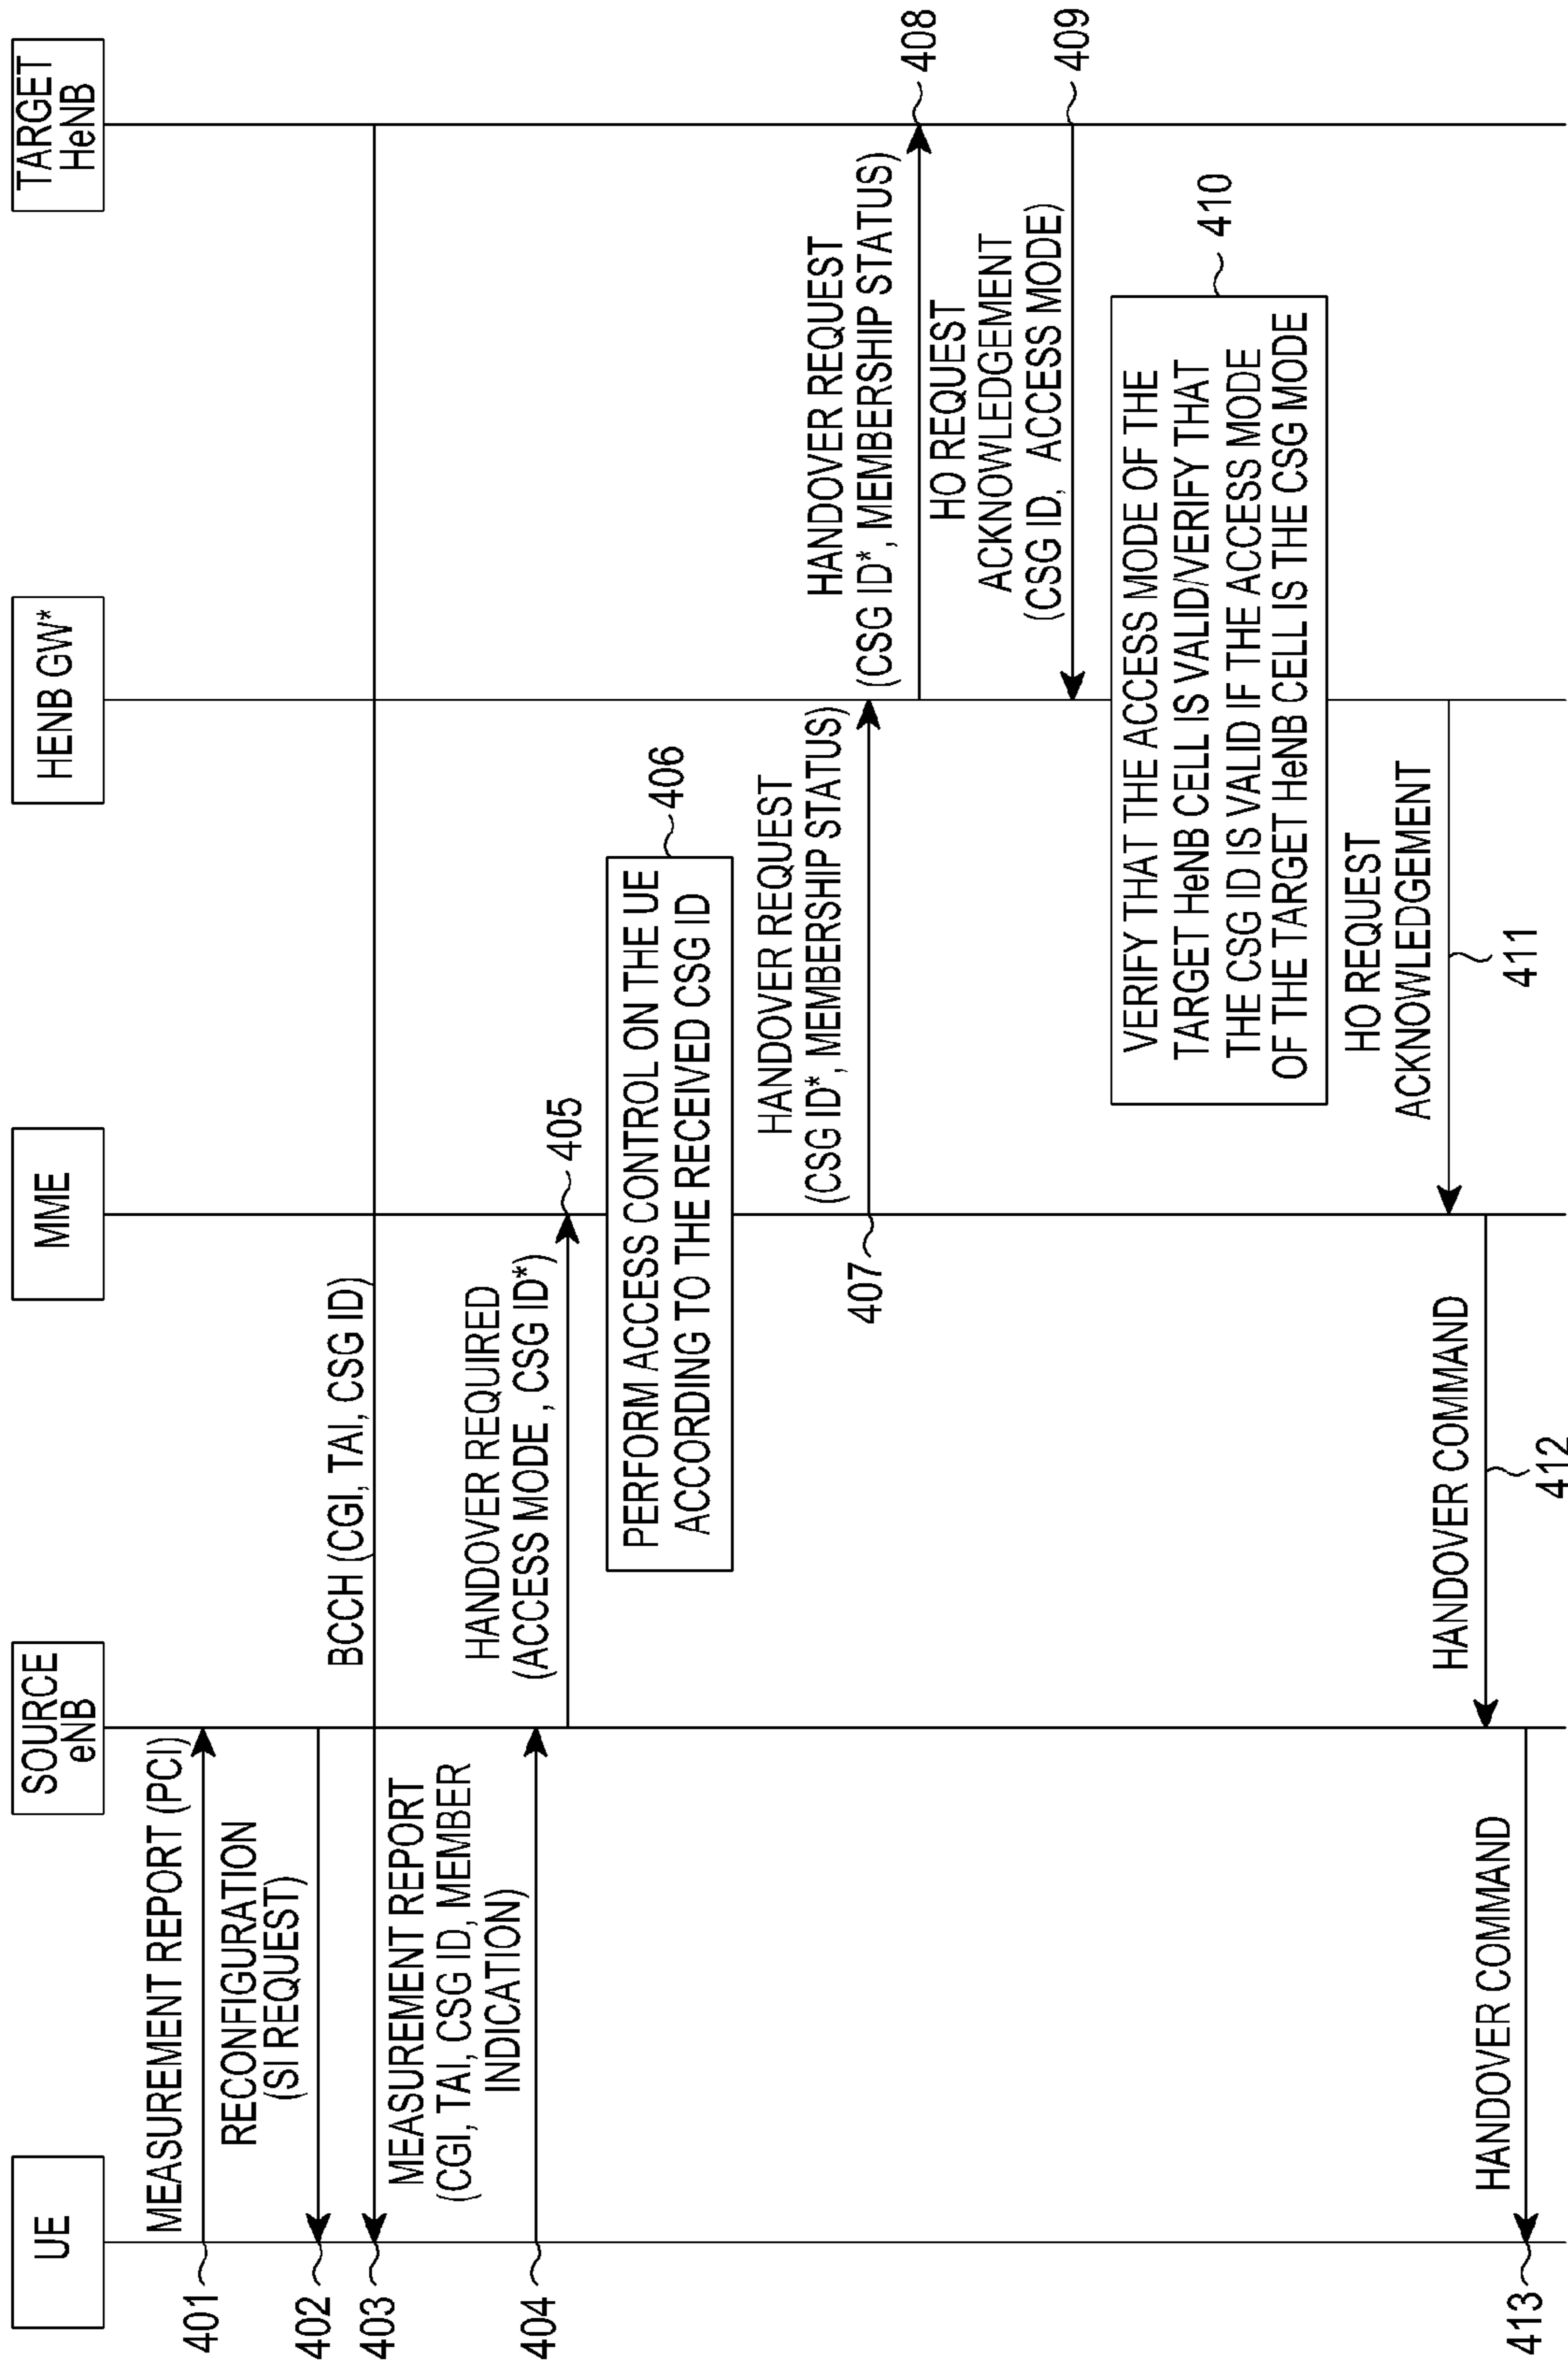 UE
SOURCE
eNB
MME
HENB GW*
TARGET
HeNB
MEASUREMENT REPORT (PCI)
401
RECONFIGURATION
(SI REQUEST)
402
BCCH (CGI, TAI, CSG ID)
403
MEASUREMENT REPORT
(CGI, TAI, CSG ID, MEMBER
INDICATION)
404
HANDOVER REQUIRED
(ACCESS MODE , CSG ID*)
405
PERFORM ACCESS CONTROL ON THE UE
ACCORDING TO THE RECEIVED CSG ID
406
HANDOVER REQUEST
(CSG ID*, MEMBERSHIP STATUS)
407
HANDOVER REQUEST
(CSG ID*, MEMBERSHIP STATUS)
408
HO REQUEST
ACKNOWLEDGEMENT
(CSG ID, ACCESS MODE)
409
VERIFY THAT THE ACCESS MODE OF THE
TARGET HeNB CELL IS VALID/VERIFY THAT
THE CSG ID IS VALID IF THE ACCESS MODE
OF THE TARGET HeNB CELL IS THE CSG MODE
410
HO REQUEST
ACKNOWLEDGEMENT
411
HANDOVER COMMAND
412
HANDOVER COMMAND
413